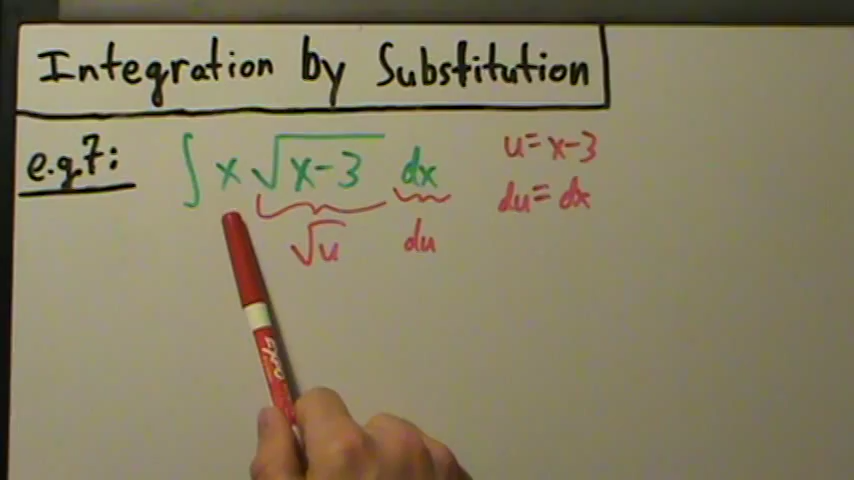 Integration by Substitution
e.g.7: ∫ x √(x-3) dx
u = x-3
du = dx
√u du
EXPO